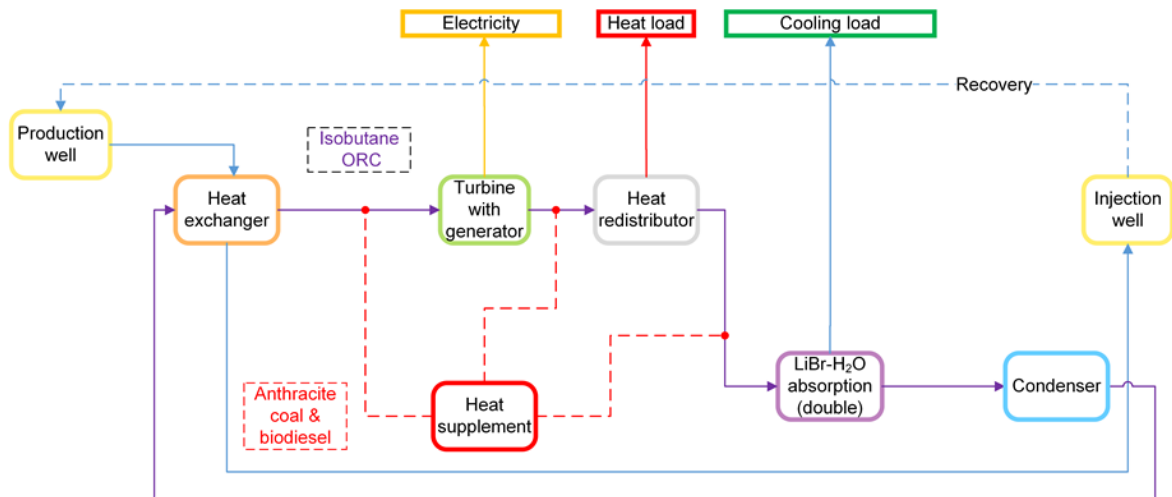 Electricity
Heat load
Cooling load
Recovery
Production
well
Isobutane
ORC
Heat
exchanger
Turbine
with
generator
Heat
redistributor
Injection
well
Anthracite
coal &
biodiesel
Heat
supplement
LiBr-H₂O
absorption
(double)
Condenser